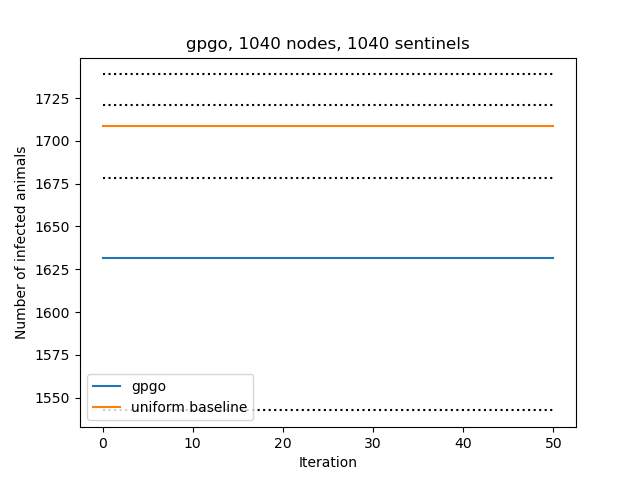 gpgo, 1040 nodes, 1040 sentinels
Number of infected animals
1725
1700
1675
1650
1625
1600
1575
1550
gpgo
uniform baseline
0 10 20 30 40 50
Iteration